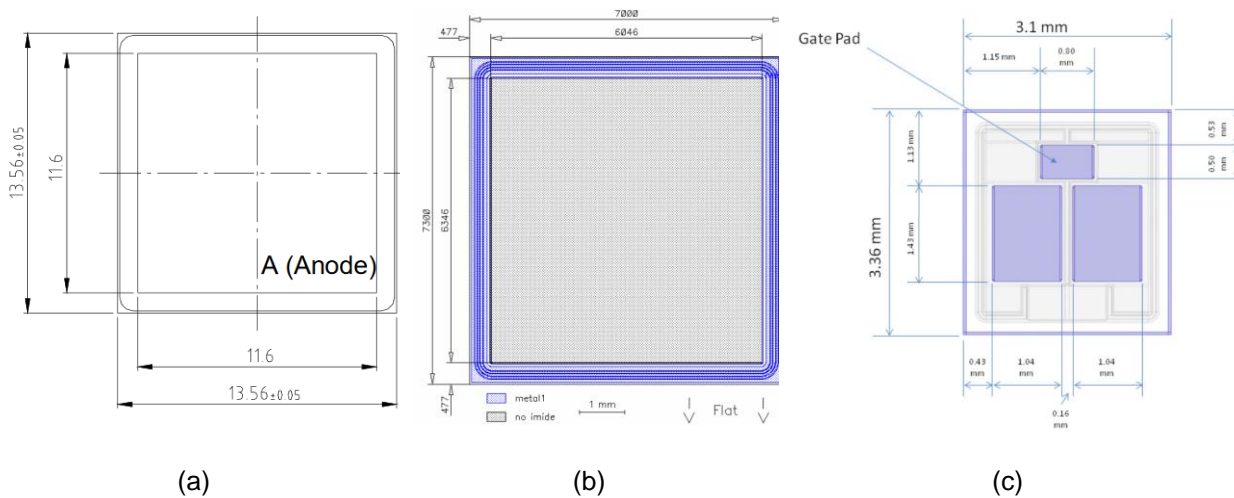 13.56±0.05
11.6
A (Anode)
11.6
13.56±0.05
7000
477
6046
7300
6346
477
metal1
no imide
1 mm
Flat
3.1 mm
Gate Pad
1.15
mm
0.80
mm
3.36 mm
1.13 mm
1.43 mm
0.53
mm
0.50
mm
0.43
mm
1.04
mm
1.04
mm
0.16
mm
(a)
(b)
(c)